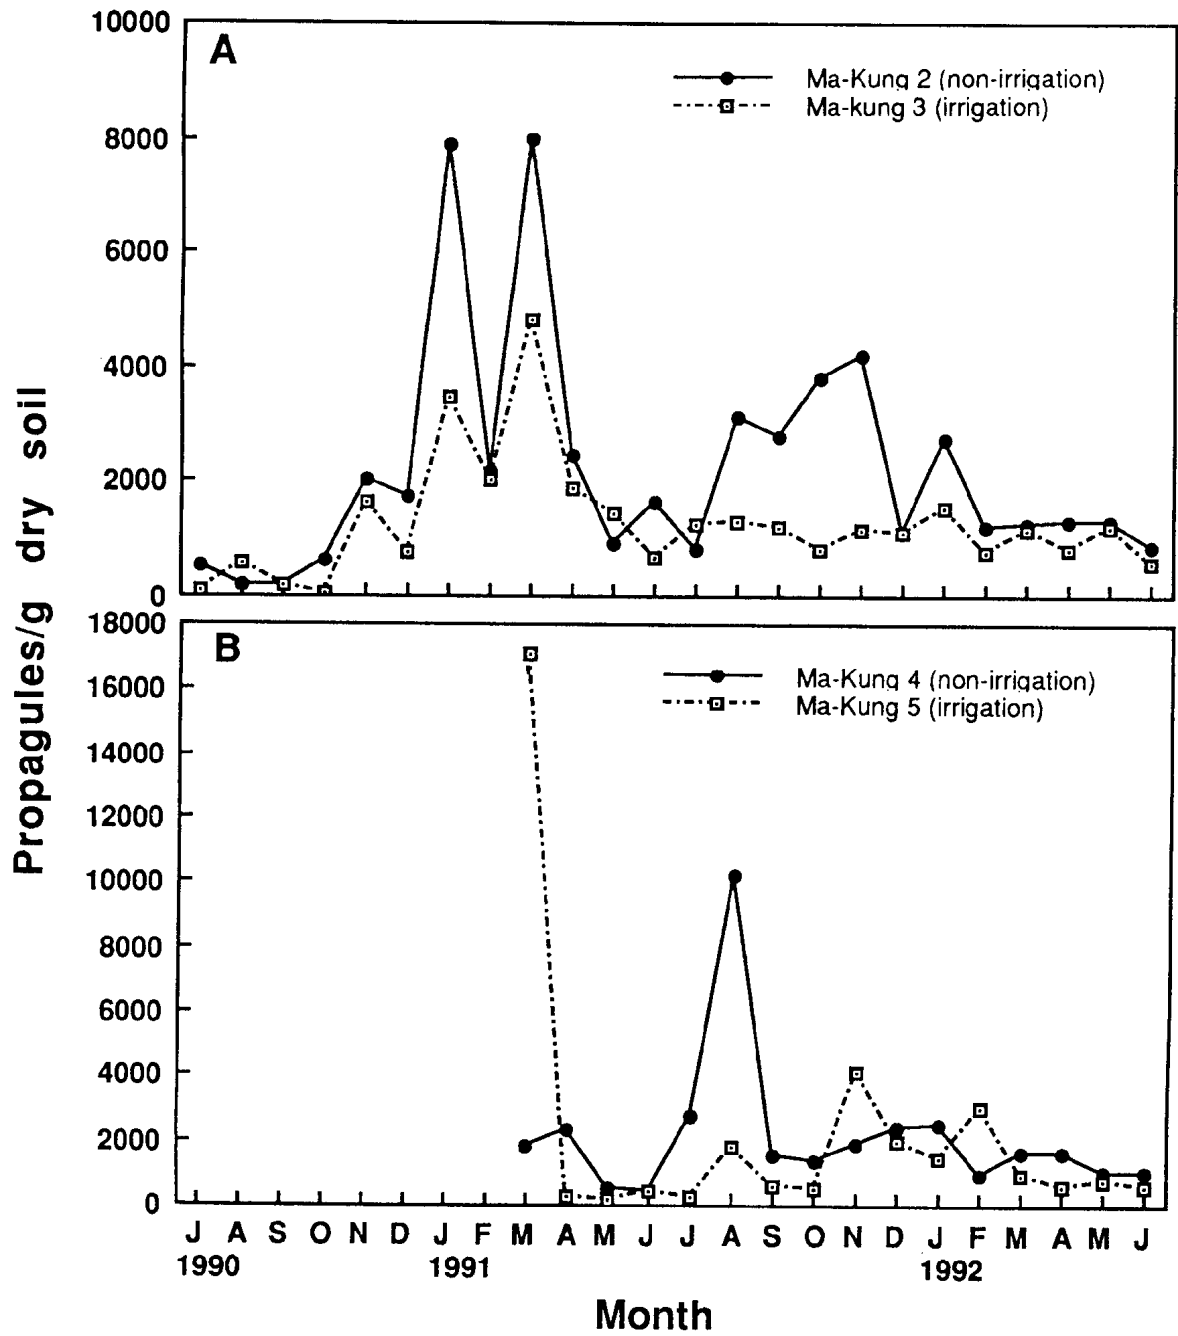 10000
A
Ma-Kung 2 (non-irrigation)
Ma-kung 3 (irrigation)
8000
6000
4000
2000
0
Propagules/g dry soil
18000
B
Ma-Kung 4 (non-irrigation)
Ma-Kung 5 (irrigation)
16000
14000
12000
10000
8000
6000
4000
2000
0
J A S O N D J F M A M J J A S O N D J F M A M J
1990 1991 1992
Month